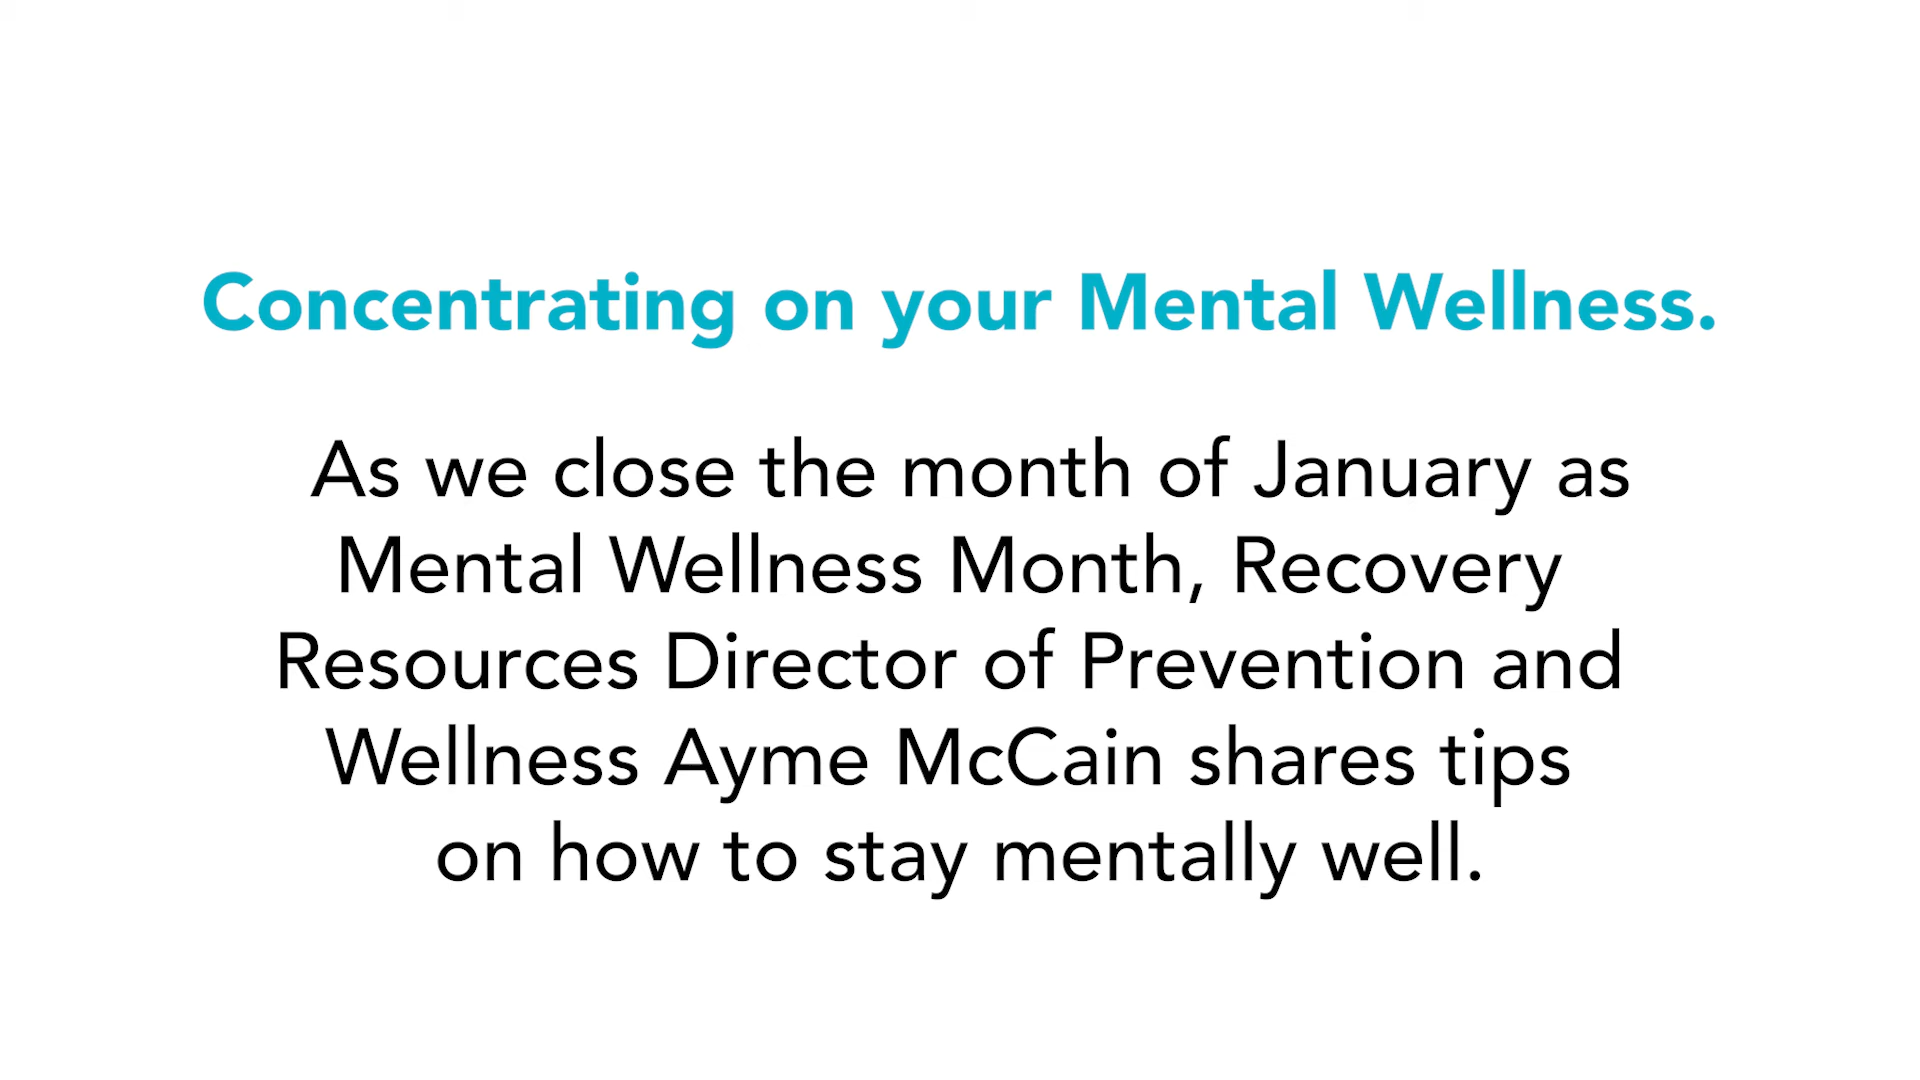 Concentrating on your Mental Wellness.
As we close the month of January as
Mental Wellness Month, Recovery
Resources Director of Prevention and
Wellness Ayme McCain shares tips
on how to stay mentally well.